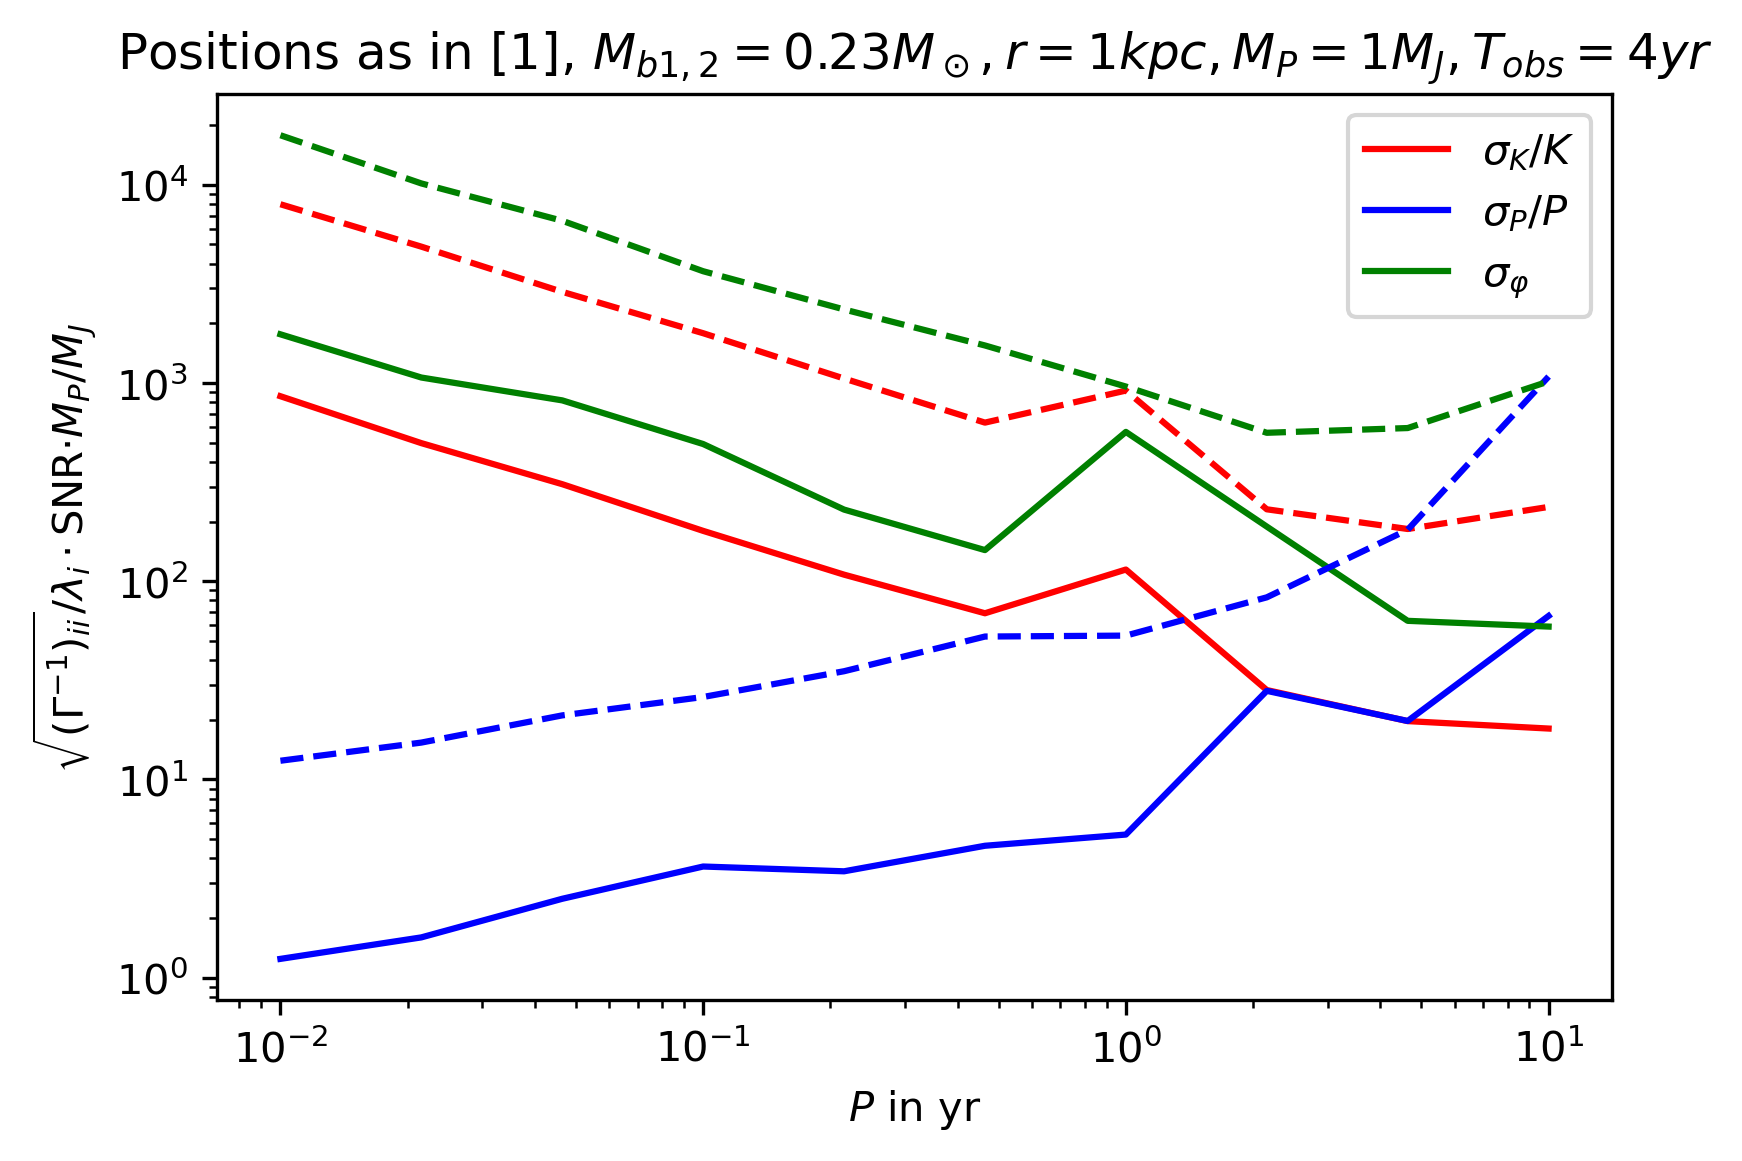 Positions as in [1], $M_{b1,2} = 0.23M_\odot, r = 1kpc, M_P = 1M_J, T_{obs} = 4yr$
$\sigma_K/K$
$\sigma_P/P$
$\sigma_\varphi$
$\sqrt{(\Gamma^{-1})_{ii}}/\lambda_i \cdot$ SNR$\cdot M_P/M_J$
$10^4$
$10^3$
$10^2$
$10^1$
$10^0$
$10^{-2}$ $10^{-1}$ $10^0$ $10^1$
$P$ in yr